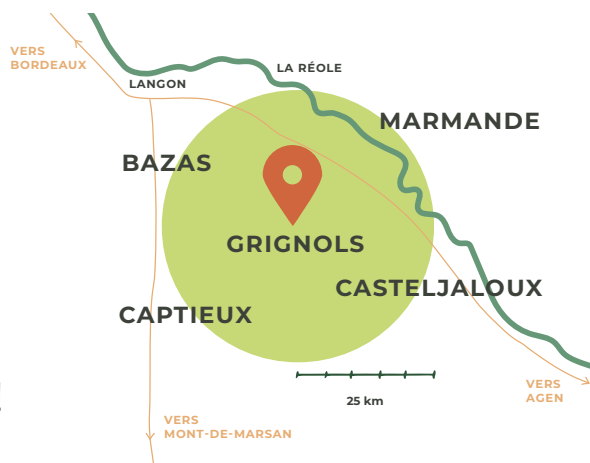 VERS
BORDEAUX
LA RÉOLE
LANGON
MARMANDE
BAZAS
GRIGNOLS
CASTELJALOUX
CAPTIEUX
25 km
VERS
AGEN
VERS
MONT-DE-MARSAN